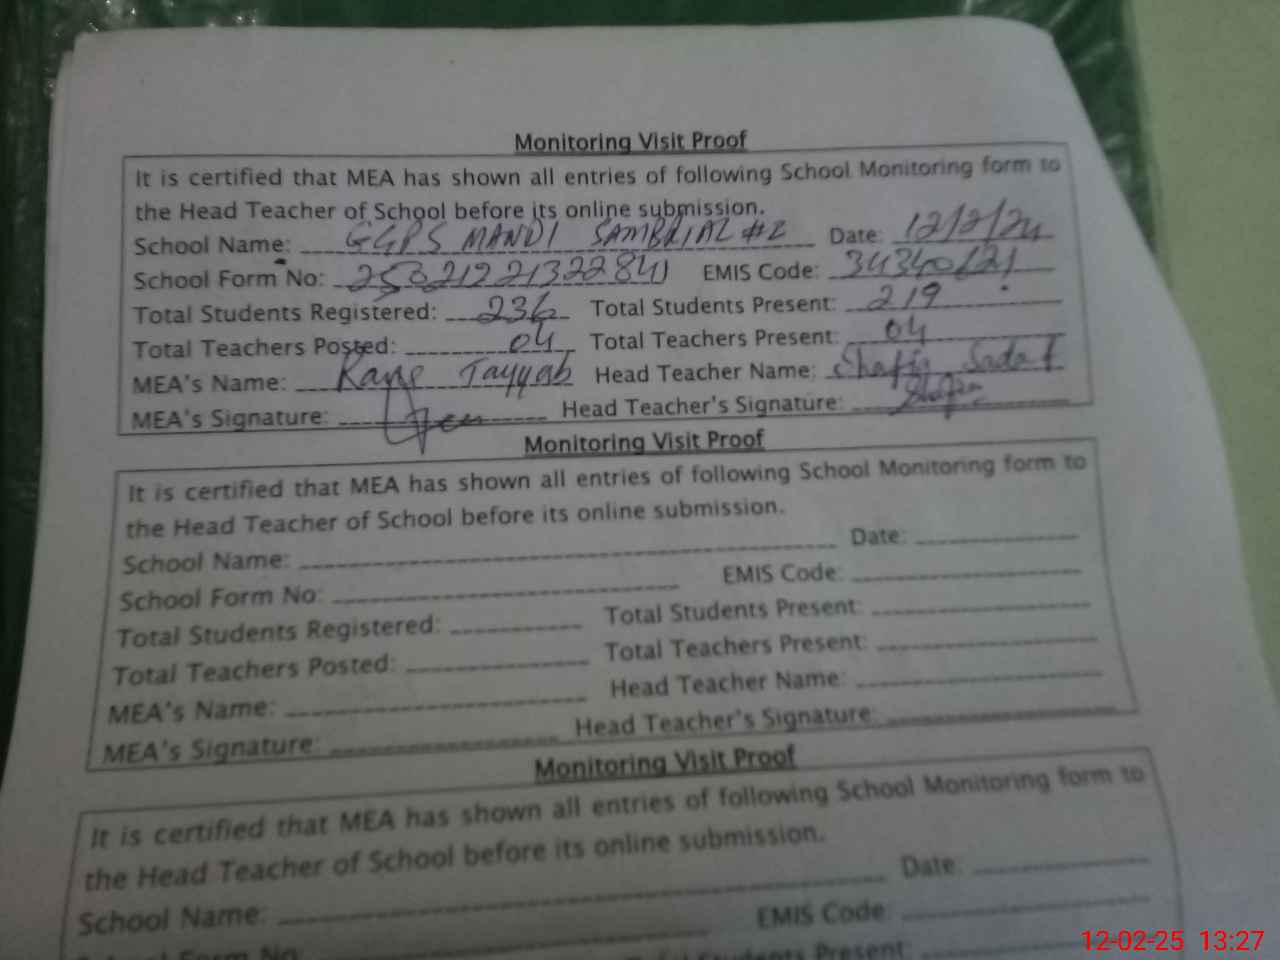 Monitoring Visit Proof
It is certified that MEA has shown all entries of following School Monitoring form to
the Head Teacher of School before its online submission.
School Name: GGPS MANDI SAMBRIAL #2 Date: 12/2/24
School Form No: EMIS Code: 34340121
Total Students Registered: 236 Total Students Present: 219
Total Teachers Posted: 04 Total Teachers Present: 04
MEA's Name: Tayyab Head Teacher Name: Shafia Sadaf
MEA's Signature: Head Teacher's Signature:
Monitoring Visit Proof
It is certified that MEA has shown all entries of following School Monitoring form to
the Head Teacher of School before its online submission.
School Name: Date:
School Form No: EMIS Code:
Total Students Registered: Total Students Present:
Total Teachers Posted: Total Teachers Present:
MEA's Name: Head Teacher Name:
MEA's Signature: Head Teacher's Signature:
Monitoring Visit Proof
It is certified that MEA has shown all entries of following School Monitoring form to
the Head Teacher of School before its online submission.
School Name: Date:
School Form No: EMIS Code:
Total Students Present:
12-02-25 13:27